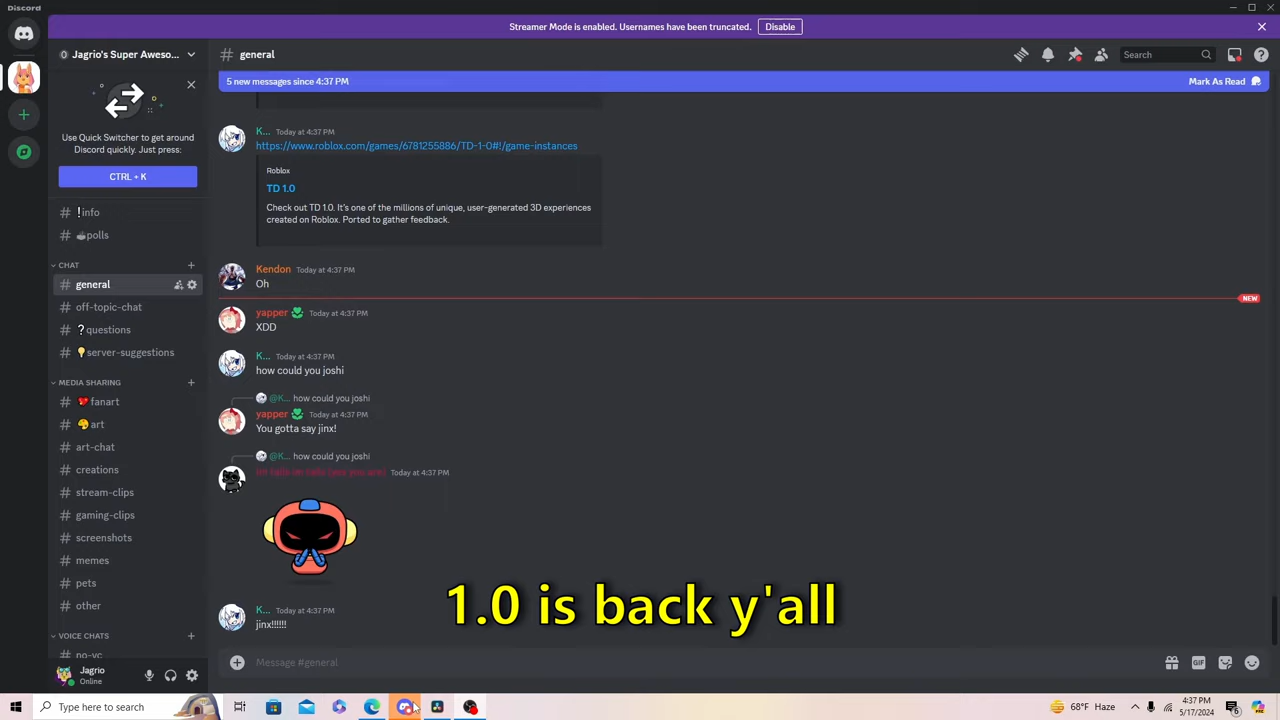 Discord
Streamer Mode is enabled. Usernames have been truncated.
Disable
Jagrio's Super Aweso...
general
Search
5 new messages since 4:37 PM
Mark As Read
Use Quick Switcher to get around
Discord quickly. Just press:
CTRL + K
!info
polls
CHAT
general
off-topic-chat
?questions
server-suggestions
MEDIA SHARING
fanart
art
art-chat
creations
stream-clips
gaming-clips
screenshots
memes
pets
other
VOICE CHATS
no-vc
Jagrio
Online
K... Today at 4:37 PM
https://www.roblox.com/games/6781255886/TD-1-0#!/game-instances
Roblox
TD 1.0
Check out TD 1.0. It's one of the millions of unique, user-generated 3D experiences
created on Roblox. Ported to gather feedback.
Kendon Today at 4:37 PM
Oh
NEW
yapper Today at 4:37 PM
XDD
K... Today at 4:37 PM
how could you joshi
@K... how could you joshi
yapper Today at 4:37 PM
You gotta say jinx!
@K... how could you joshi
Today at 4:37 PM
K... Today at 4:37 PM
jinx!!!!!!
1.0 is back y'all
Message #general
GIF
Type here to search
68°F Haze
4:37 PM
5/17/2024